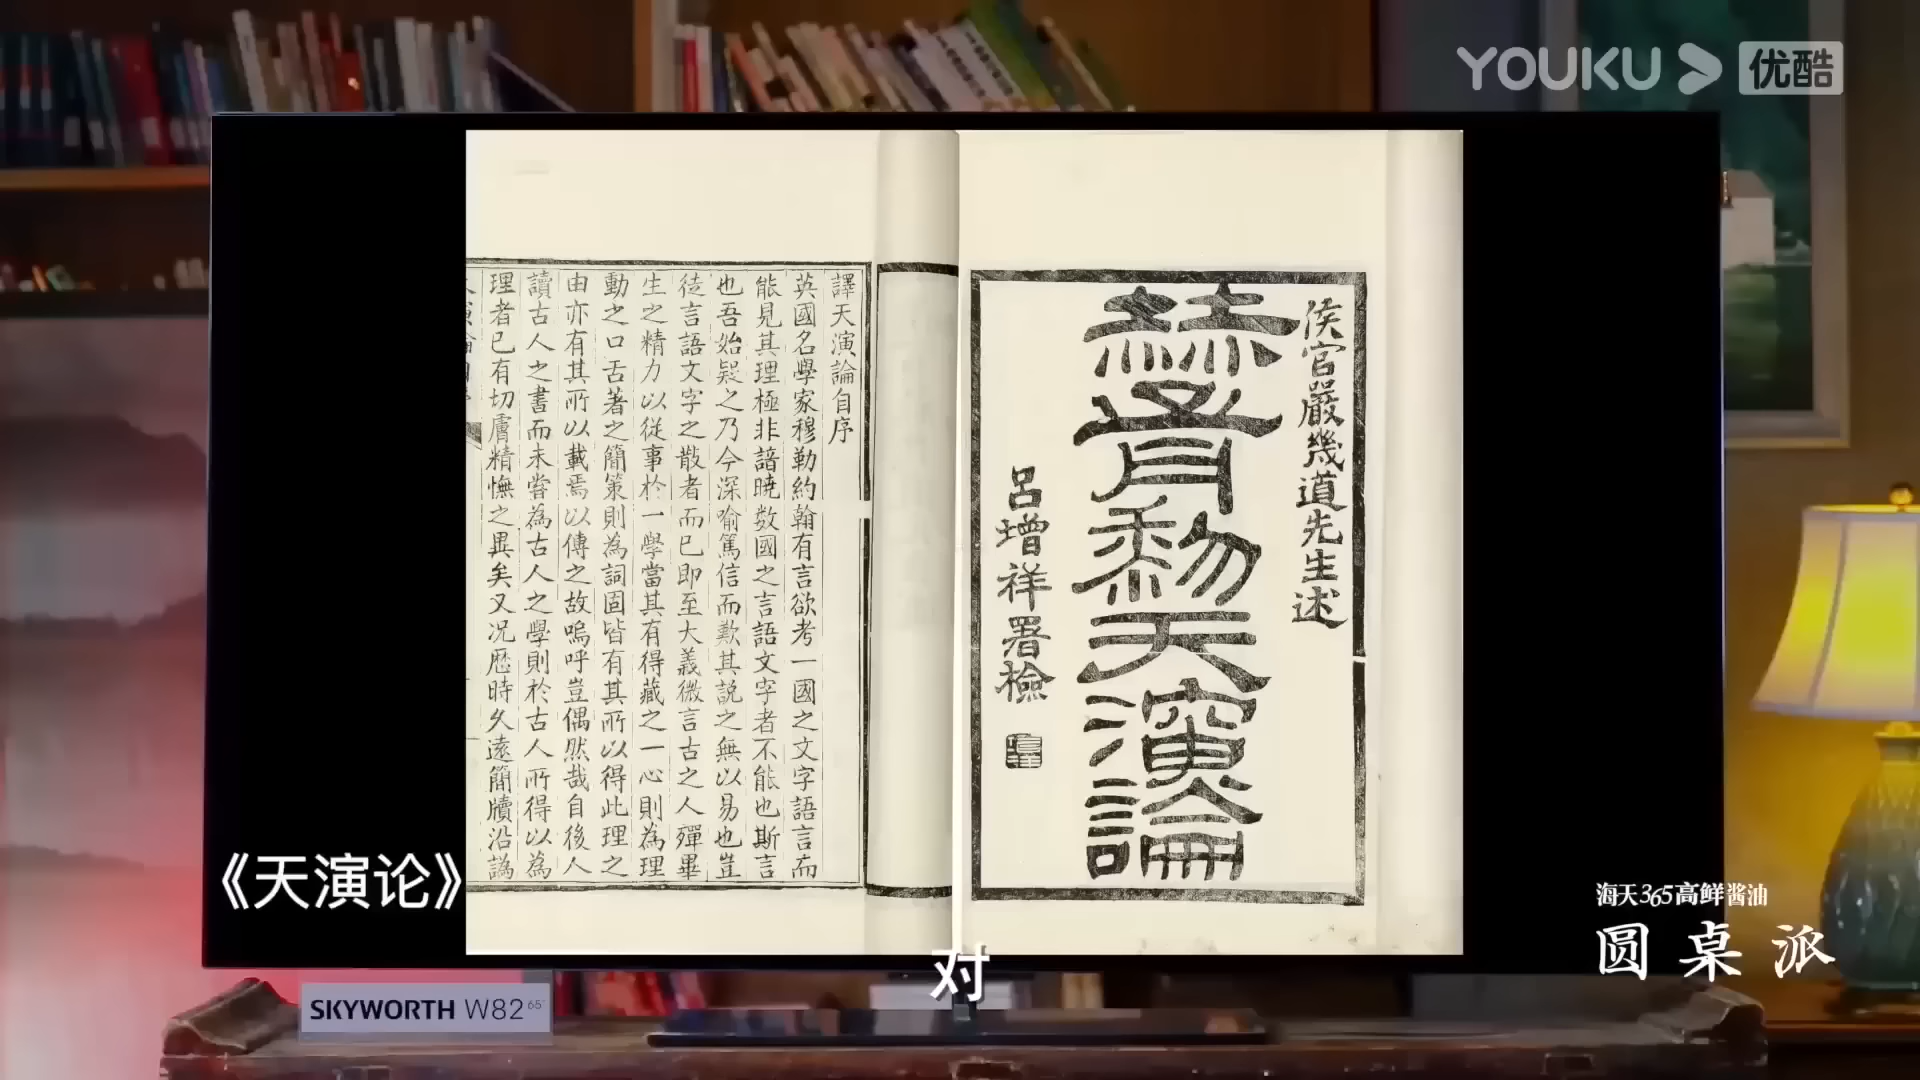 YOUKU 优酷
侯官嚴幾道先生述
赫胥黎天演論
呂增祥署檢
譯天演論自序
英國名學家穆勒約翰有言欲考一國之文字語言而
能見其理極非諳曉數國之言語文字者不能也斯言
也吾始疑之乃今深喻篤信而歎其說之無以易也豈
徒言語文字之散者而已即至大義微言古之人殫畢
生之精力以從事於一學當其有得藏之一心則為理
動之口舌著之簡策則為詞固皆有其所以得此理之
由亦有其所以載焉以傳之故嗚呼豈偶然哉自後人
讀古人之書而未嘗為古人之學則於古人所得以為
理者已有切膚精憮之異矣又況歷時久遠簡牘沿譌
《天演论》
对
海天365高鲜酱油
圆桌派
SKYWORTH W82 65"